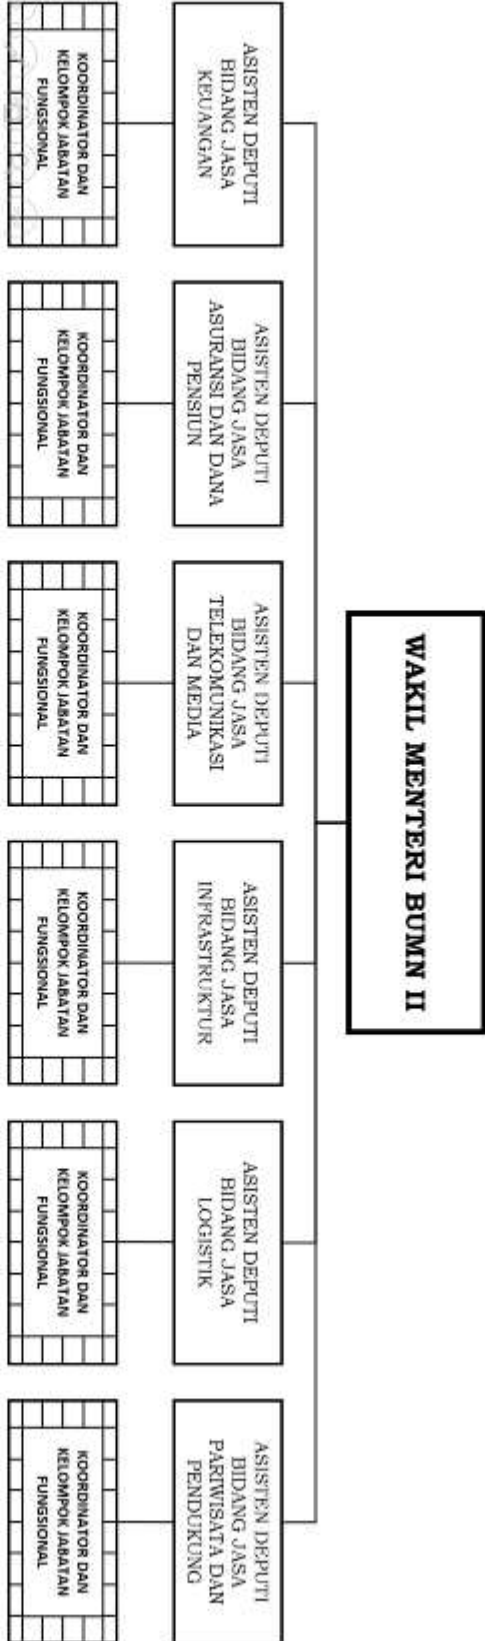 WAKIL MENTERI BUMN II
ASISTEN DEPUTI
BIDANG JASA
KEUANGAN
ASISTEN DEPUTI
BIDANG JASA
ASURANSI DAN DANA
PENSIUN
ASISTEN DEPUTI
BIDANG JASA
TELEKOMUNIKASI
DAN MEDIA
ASISTEN DEPUTI
BIDANG JASA
INFRASTRUKTUR
ASISTEN DEPUTI
BIDANG JASA
LOGISTIK
ASISTEN DEPUTI
BIDANG JASA
PARIWISATA DAN
PENDUKUNG
KOORDINATOR DAN
KELOMPOK JABATAN
FUNGSIONAL
KOORDINATOR DAN
KELOMPOK JABATAN
FUNGSIONAL
KOORDINATOR DAN
KELOMPOK JABATAN
FUNGSIONAL
KOORDINATOR DAN
KELOMPOK JABATAN
FUNGSIONAL
KOORDINATOR DAN
KELOMPOK JABATAN
FUNGSIONAL
KOORDINATOR DAN
KELOMPOK JABATAN
FUNGSIONAL